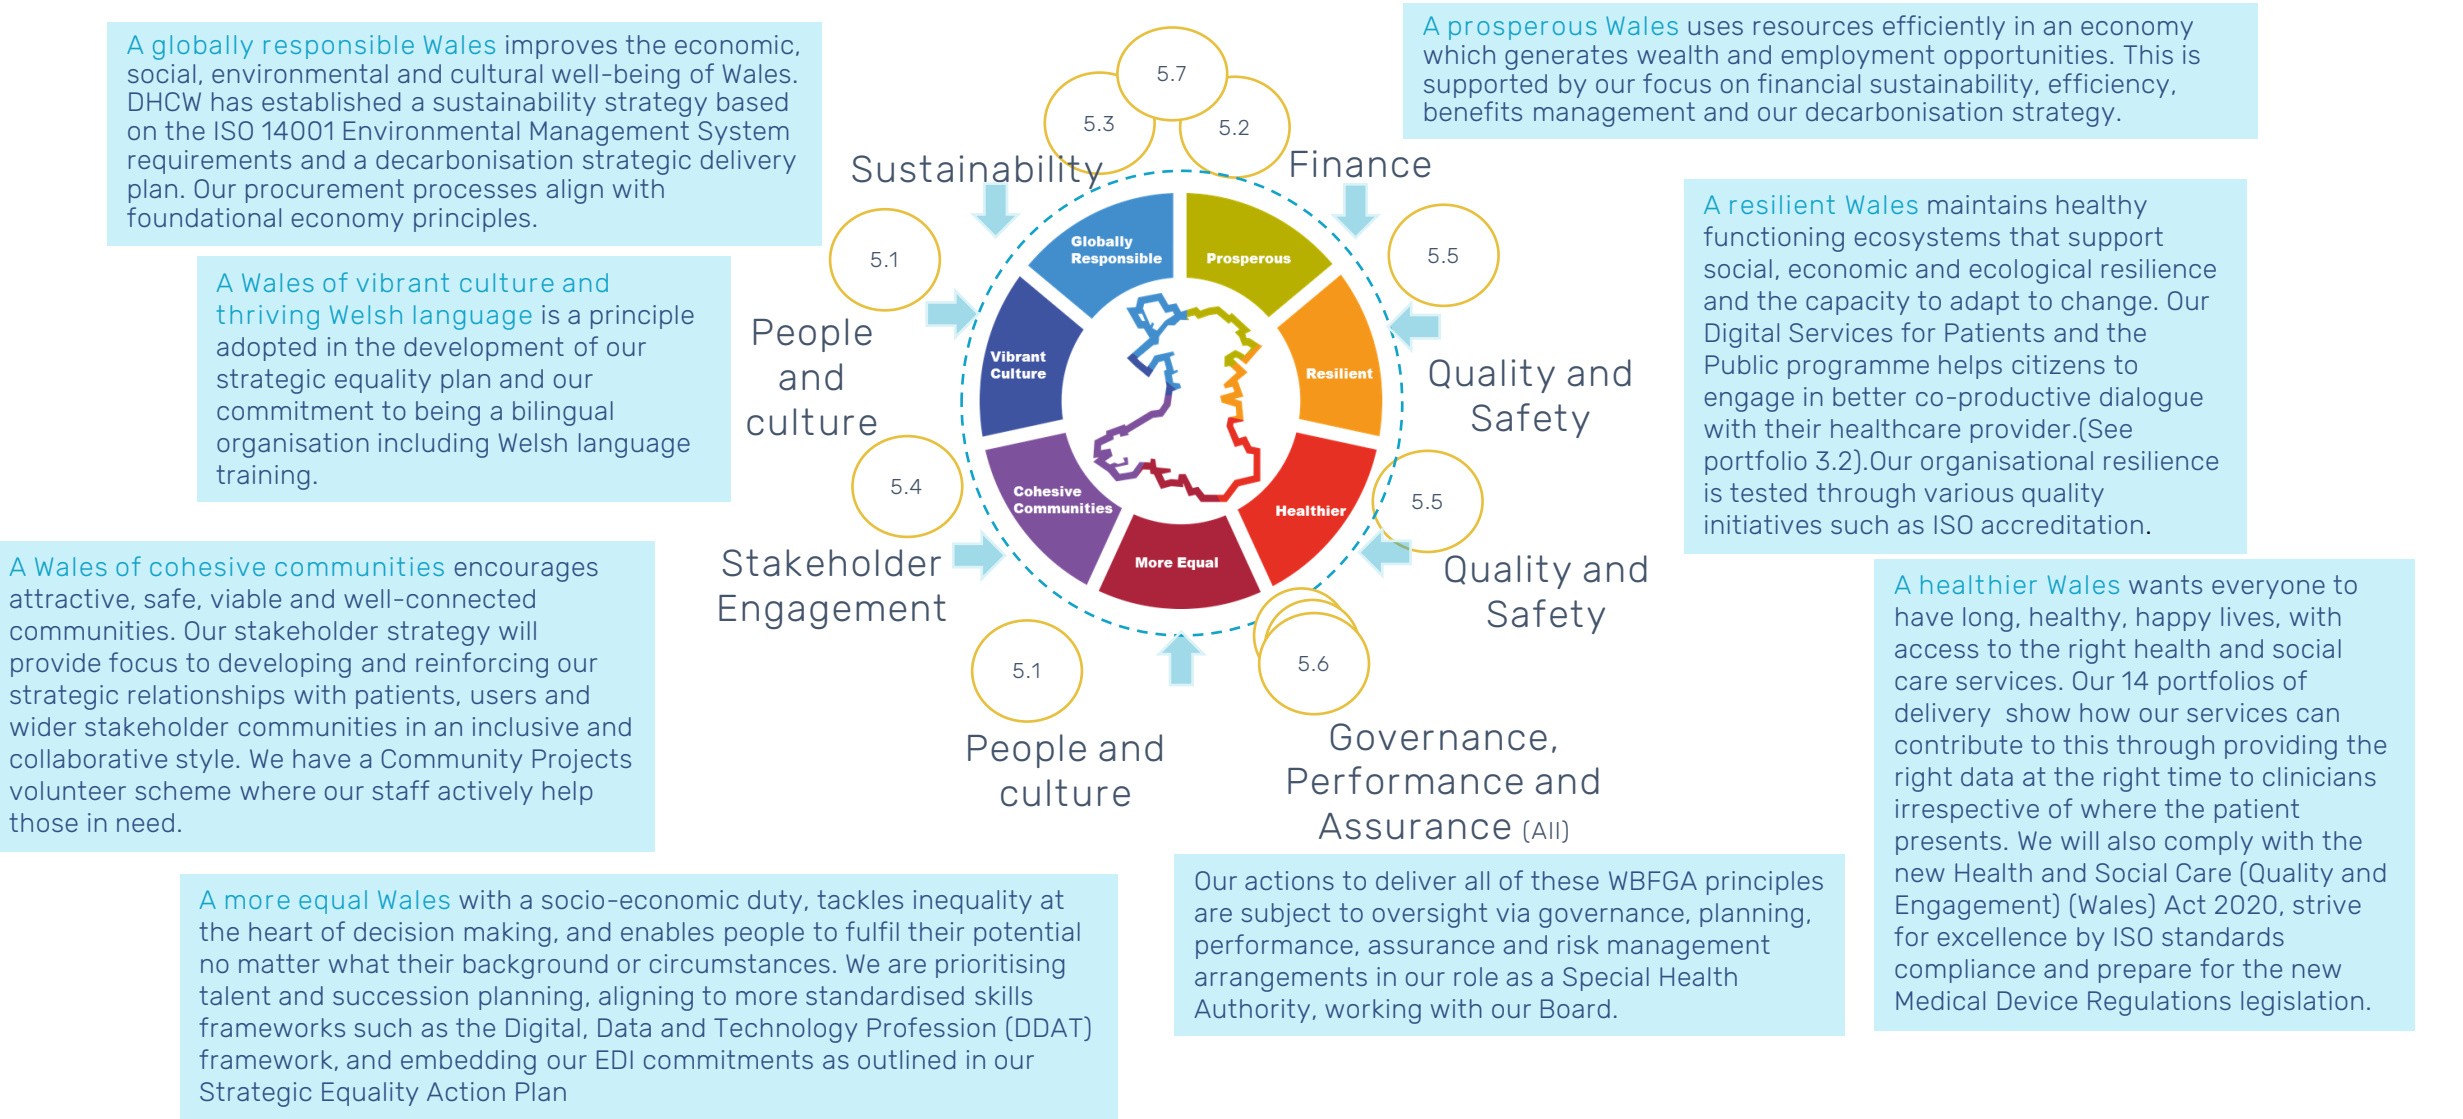 A globally responsible Wales improves the economic,
social, environmental and cultural well-being of Wales.
DHCW has established a sustainability strategy based
on the ISO 14001 Environmental Management System
requirements and a decarbonisation strategic delivery
plan. Our procurement processes align with
foundational economy principles.
A Wales of vibrant culture and
thriving Welsh language is a principle
adopted in the development of our
strategic equality plan and our
commitment to being a bilingual
organisation including Welsh language
training.
A Wales of cohesive communities encourages
attractive, safe, viable and well-connected
communities. Our stakeholder strategy will
provide focus to developing and reinforcing our
strategic relationships with patients, users and
wider stakeholder communities in an inclusive and
collaborative style. We have a Community Projects
volunteer scheme where our staff actively help
those in need.
A more equal Wales with a socio-economic duty, tackles inequality at
the heart of decision making, and enables people to fulfil their potential
no matter what their background or circumstances. We are prioritising
talent and succession planning, aligning to more standardised skills
frameworks such as the Digital, Data and Technology Profession (DDAT)
framework, and embedding our EDI commitments as outlined in our
Strategic Equality Action Plan
5.7
5.3
5.2
Sustainability
Finance
5.1
5.5
People
and
culture
Quality and
Safety
5.4
5.5
Stakeholder
Engagement
Quality and
Safety
5.1
5.6
People and
culture
Governance,
Performance and
Assurance (All)
Globally
Responsible
Prosperous
Vibrant
Culture
Resilient
Cohesive
Communities
Healthier
More Equal
A prosperous Wales uses resources efficiently in an economy
which generates wealth and employment opportunities. This is
supported by our focus on financial sustainability, efficiency,
benefits management and our decarbonisation strategy.
A resilient Wales maintains healthy
functioning ecosystems that support
social, economic and ecological resilience
and the capacity to adapt to change. Our
Digital Services for Patients and the
Public programme helps citizens to
engage in better co-productive dialogue
with their healthcare provider.(See
portfolio 3.2).Our organisational resilience
is tested through various quality
initiatives such as ISO accreditation.
A healthier Wales wants everyone to
have long, healthy, happy lives, with
access to the right health and social
care services. Our 14 portfolios of
delivery show how our services can
contribute to this through providing the
right data at the right time to clinicians
irrespective of where the patient
presents. We will also comply with the
new Health and Social Care (Quality and
Engagement) (Wales) Act 2020, strive
for excellence by ISO standards
compliance and prepare for the new
Medical Device Regulations legislation.
Our actions to deliver all of these WBFGA principles
are subject to oversight via governance, planning,
performance, assurance and risk management
arrangements in our role as a Special Health
Authority, working with our Board.